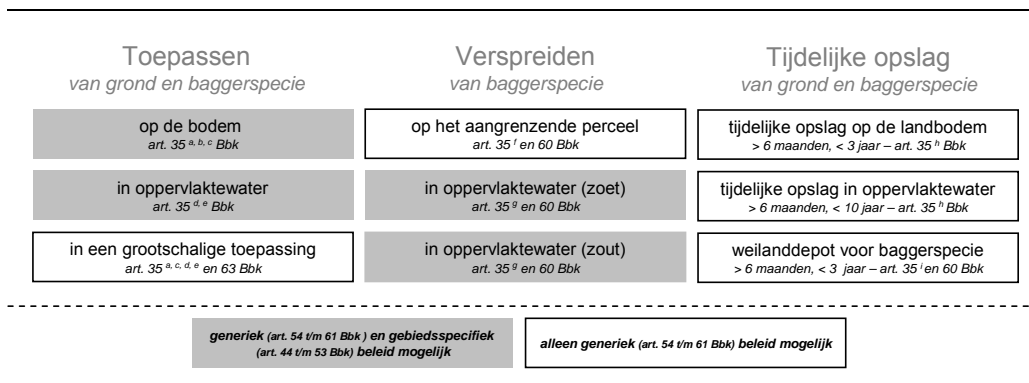 Toepassen
van grond en baggerspecie
op de bodem
art. 35 a, b, c Bbk
in oppervlaktewater
art. 35 d, e Bbk
in een grootschalige toepassing
art. 35 a, c, d, e en 63 Bbk
Verspreiden
van baggerspecie
op het aangrenzende perceel
art. 35 f en 60 Bbk
in oppervlaktewater (zoet)
art. 35 g en 60 Bbk
in oppervlaktewater (zout)
art. 35 g en 60 Bbk
Tijdelijke opslag
van grond en baggerspecie
tijdelijke opslag op de landbodem
> 6 maanden, < 3 jaar – art. 35 h Bbk
tijdelijke opslag in oppervlaktewater
> 6 maanden, < 10 jaar – art. 35 h Bbk
weilanddepot voor baggerspecie
> 6 maanden, < 3 jaar – art. 35 i en 60 Bbk
generiek (art. 54 t/m 61 Bbk ) en gebiedsspecifiek
(art. 44 t/m 53 Bbk) beleid mogelijk
alleen generiek (art. 54 t/m 61 Bbk) beleid mogelijk